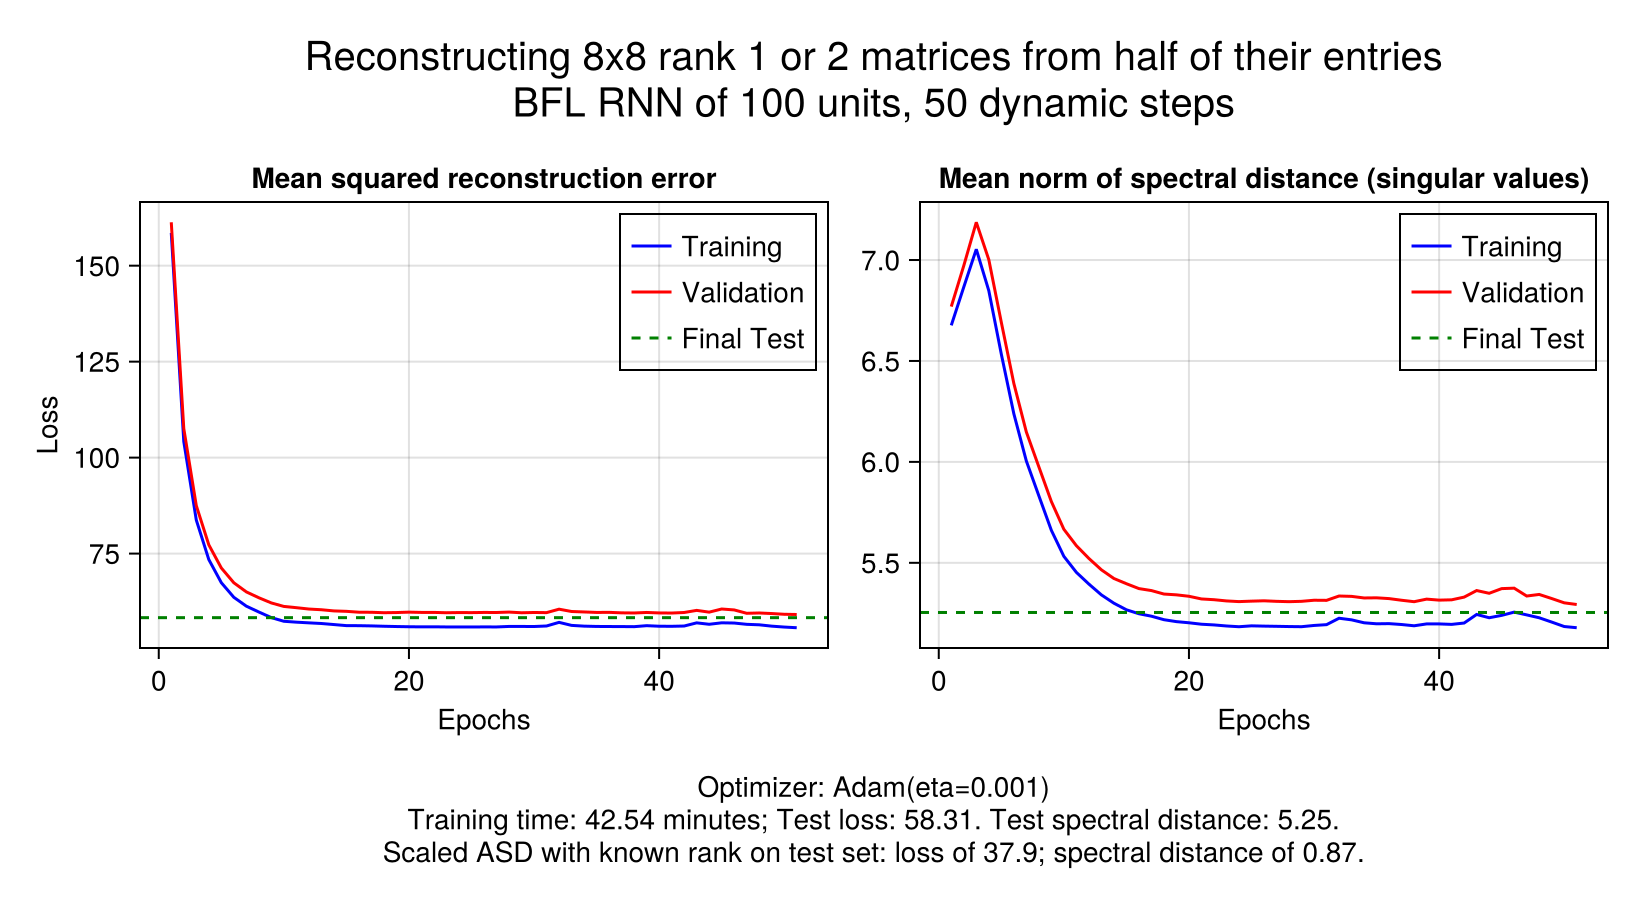 Reconstructing 8x8 rank 1 or 2 matrices from half of their entries
BFL RNN of 100 units, 50 dynamic steps
Mean squared reconstruction error
Loss
150
125
100
75
Training
Validation
Final Test
0 20 40
Epochs
Mean norm of spectral distance (singular values)
7.0
6.5
6.0
5.5
Training
Validation
Final Test
0 20 40
Epochs
Optimizer: Adam(eta=0.001)
Training time: 42.54 minutes; Test loss: 58.31. Test spectral distance: 5.25.
Scaled ASD with known rank on test set: loss of 37.9; spectral distance of 0.87.